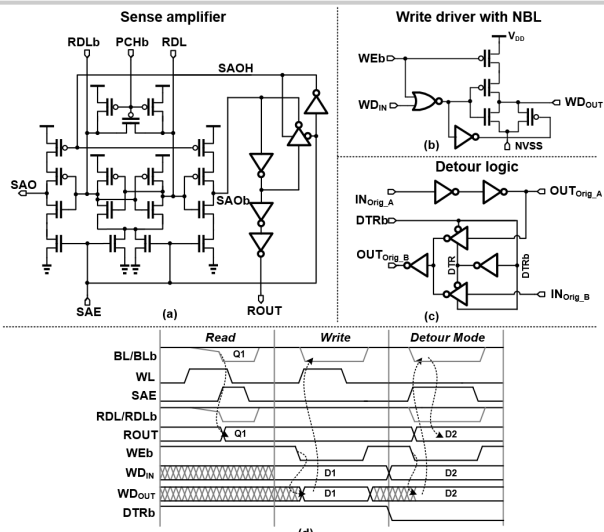 Sense amplifier
RDLb PCHb RDL
SAOH
SAO
SAOb
SAE
(a)
ROUT
Write driver with NBL
VDD
WEb
WDIN
WDOUT
(b)
NVSS
Detour logic
INOrig_A
OUTOrig_A
DTRb
OUTOrig_B
DTR
DTRb
INOrig_B
(c)
Read Write Detour Mode
BL/BLb Q1
WL
SAE
RDL/RDLb
ROUT Q1 D2
WEb
WDIN D1 D2
WDOUT D1 D2
DTRb
(d)